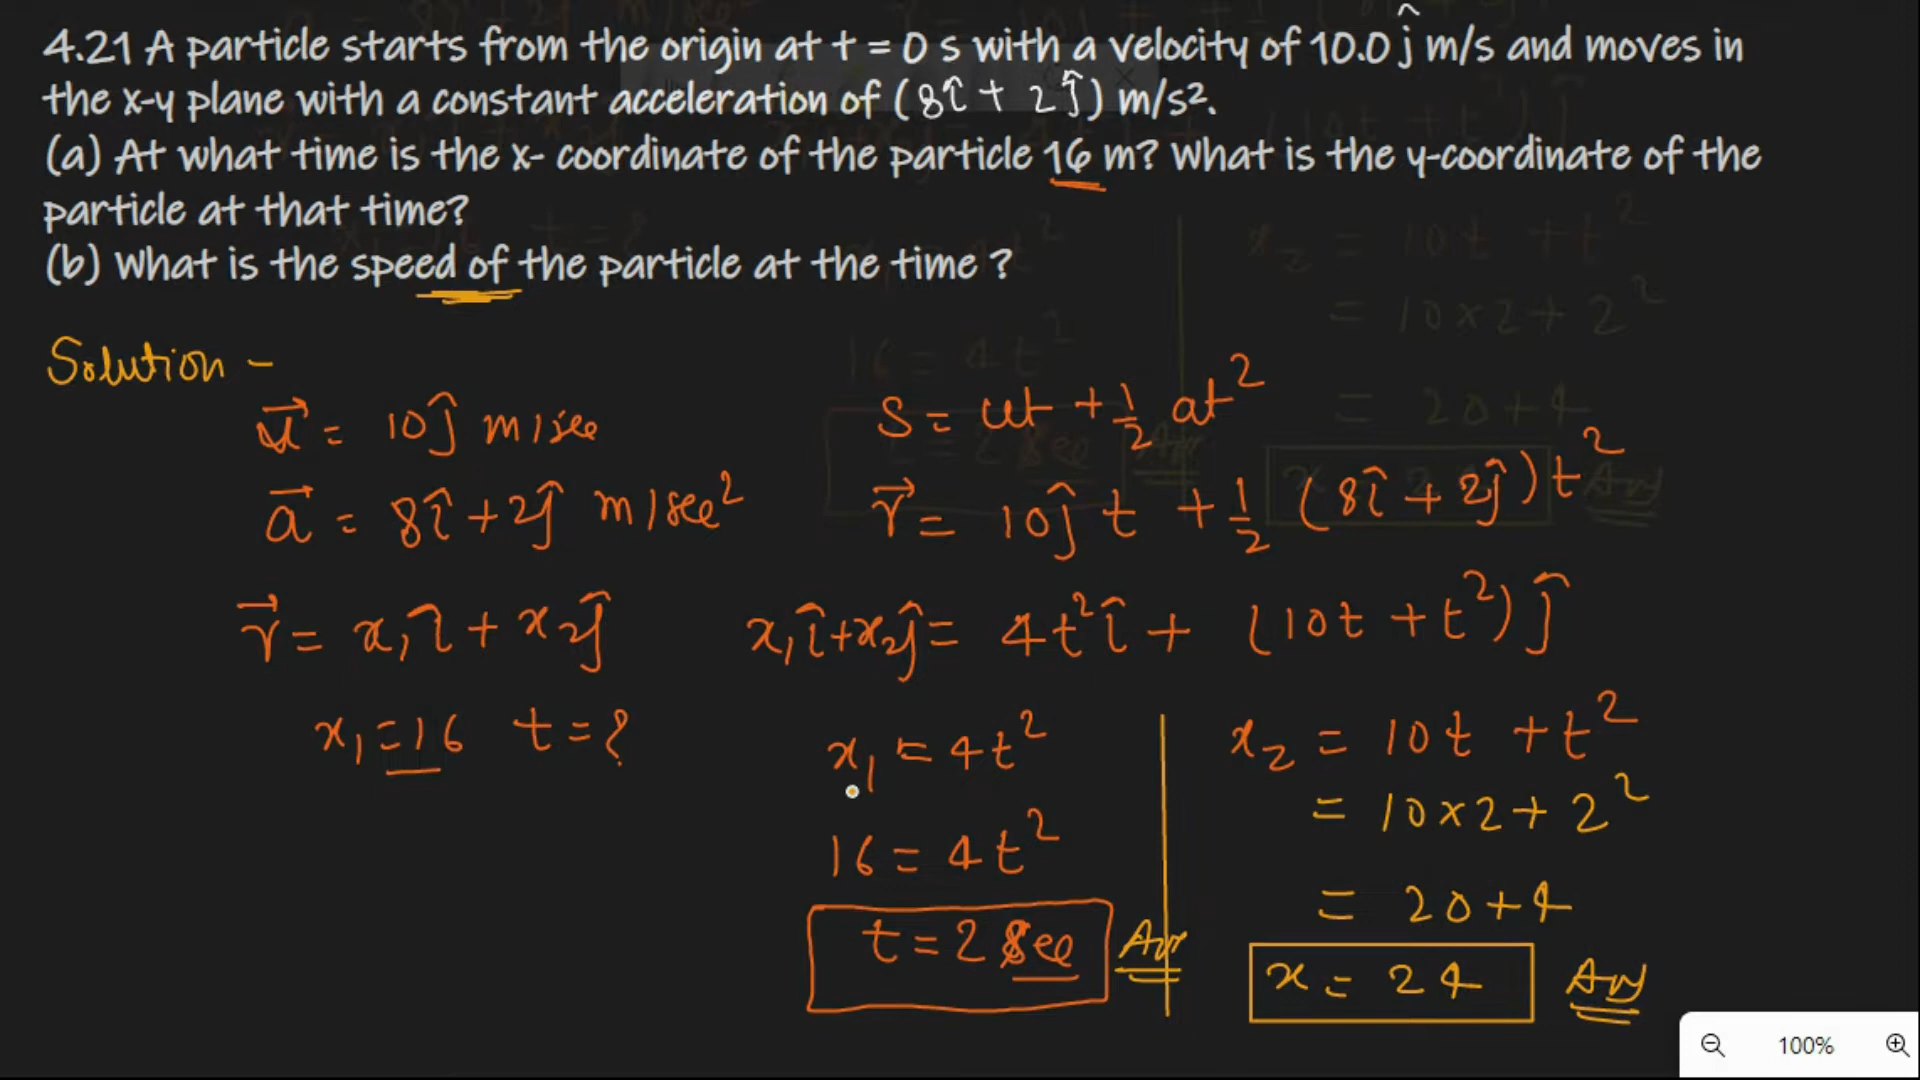 4.21 A particle starts from the origin at t = 0 s with a velocity of 10.0 ĵ m/s and moves in
the x-y plane with a constant acceleration of (8î + 2ĵ) m/s².
(a) At what time is the x- coordinate of the particle 16 m? What is the y-coordinate of the
particle at that time?
(b) What is the speed of the particle at the time ?
Solution -
u⃗ = 10ĵ m/sec
a⃗ = 8î + 2ĵ m/sec²
r⃗ = x₁î + x₂ĵ
x₁ = 16 t = ?
S = ut + 1/2 at²
r⃗ = 10ĵ t + 1/2 (8î + 2ĵ) t²
x₁î + x₂ĵ = 4t²î + (10t + t²) ĵ
x₁ = 4t²
16 = 4t²
t = 2 sec Ans
x₂ = 10t + t²
= 10×2 + 2²
= 20 + 4
x = 24 Ans
100%